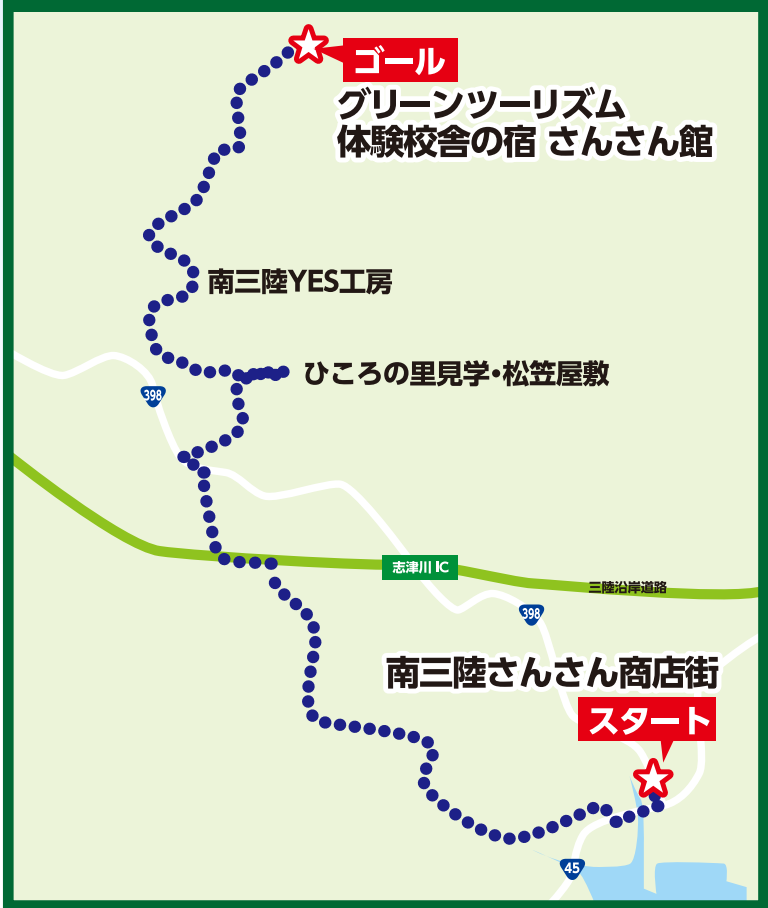 ゴール
グリーンツーリズム
体験校舎の宿 さんさん館
南三陸YES工房
ひころの里見学・松笠屋敷
398
志津川IC
三陸沿岸道路
398
南三陸さんさん商店街
スタート
45